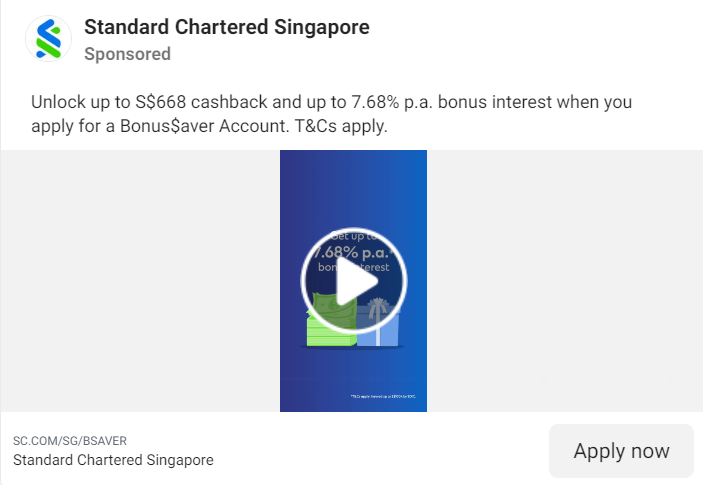 Standard Chartered Singapore
Sponsored
Unlock up to S$668 cashback and up to 7.68% p.a. bonus interest when you
apply for a Bonus$aver Account. T&Cs apply.
Get up to
7.68% p.a.*
bonus interest
SC.COM/SG/BSAVER
Standard Chartered Singapore
Apply now